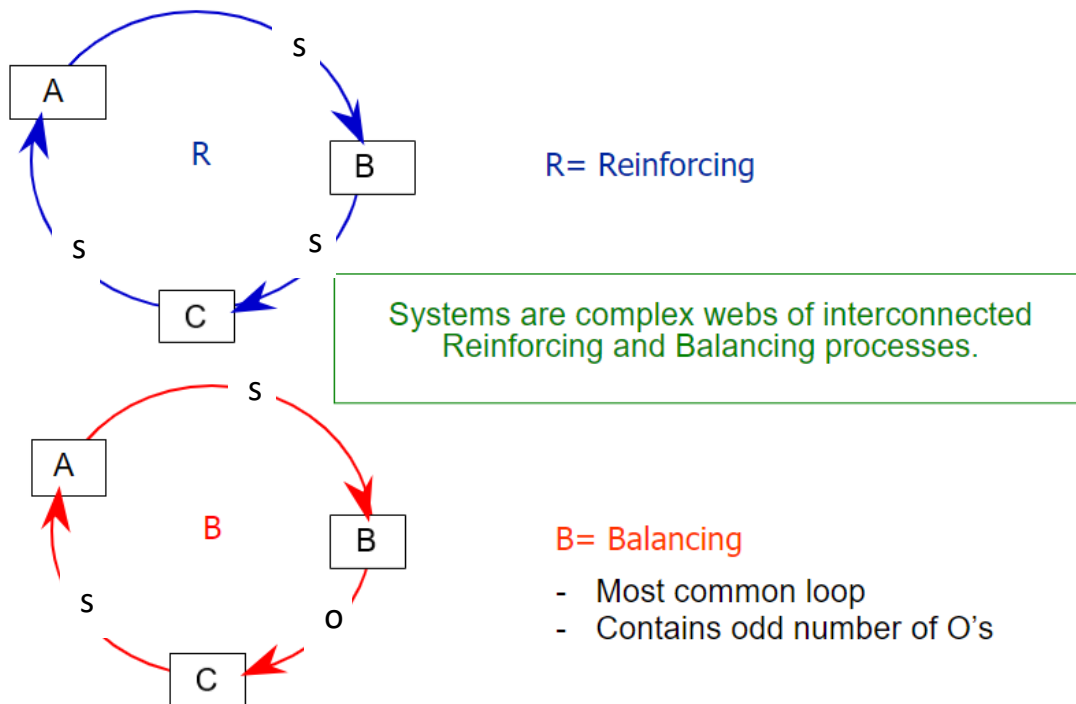 s
A
R
B
R= Reinforcing
s
s
C
Systems are complex webs of interconnected
Reinforcing and Balancing processes.
s
A
B
B
B= Balancing
- Most common loop
- Contains odd number of O's
s
o
C